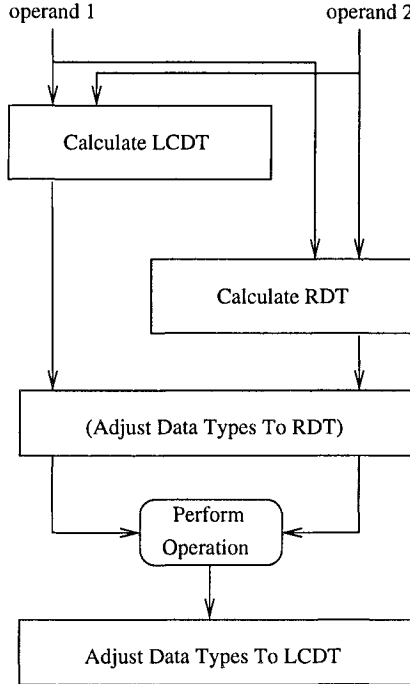 operand 1
operand 2
Calculate LCDT
Calculate RDT
(Adjust Data Types To RDT)
Perform
Operation
Adjust Data Types To LCDT